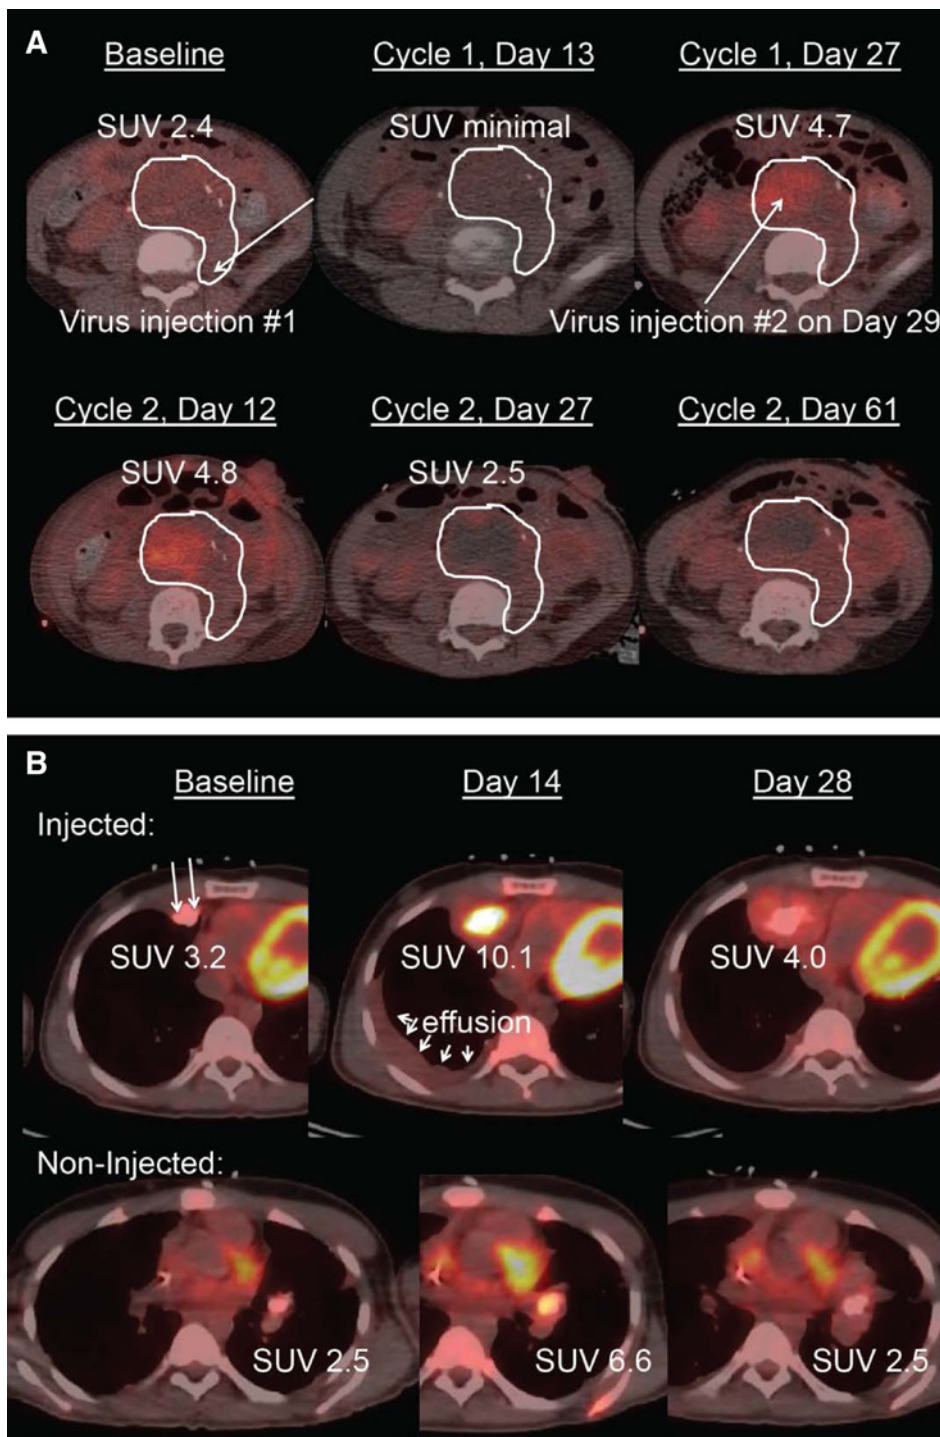 A
Baseline
Cycle 1, Day 13
Cycle 1, Day 27
SUV 2.4
SUV minimal
SUV 4.7
Virus injection #1
Virus injection #2 on Day 29
Cycle 2, Day 12
Cycle 2, Day 27
Cycle 2, Day 61
SUV 4.8
SUV 2.5
B
Baseline
Day 14
Day 28
Injected:
SUV 3.2
SUV 10.1
SUV 4.0
effusion
Non-Injected:
SUV 2.5
SUV 6.6
SUV 2.5